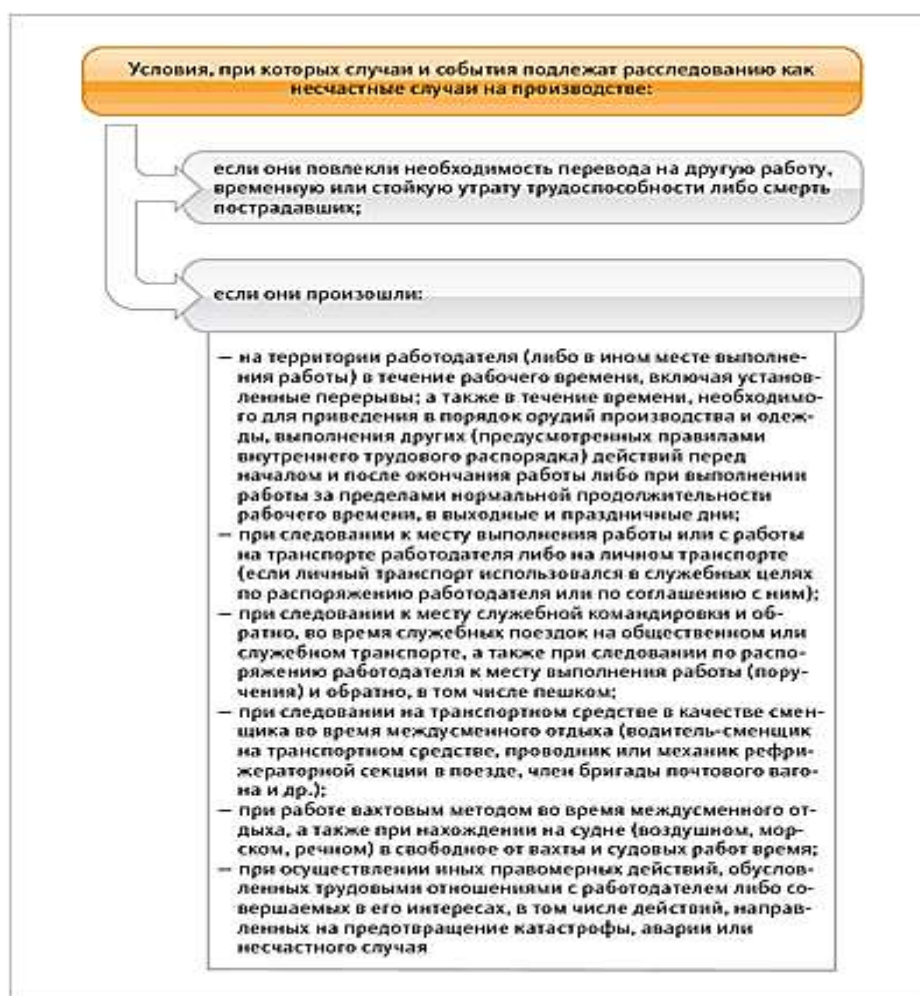 Условия, при которых случаи и события подлежат расследованию как
несчастные случаи на производстве:
если они повлекли необходимость перевода на другую работу,
временную или стойкую утрату трудоспособности либо смерть
пострадавших;
если они произошли:
— на территории работодателя (либо в ином месте выполне-
ния работы) в течение рабочего времени, включая установ-
ленные перерывы; а также в течение времени, необходимо-
го для приведения в порядок орудий производства и одеж-
ды, выполнения других (предусмотренных правилами
внутреннего трудового распорядка) действий перед
началом и после окончания работы либо при выполнении
работы за пределами нормальной продолжительности
рабочего времени, в выходные и праздничные дни;
— при следовании к месту выполнения работы или с работы
на транспорте работодателя либо на личном транспорте
(если личный транспорт использовался в служебных целях
по распоряжению работодателя или по соглашению с ним);
— при следовании к месту служебной командировки и об-
ратно, во время служебных поездок на общественном или
служебном транспорте, а также при следовании по распо-
ряжению работодателя к месту выполнения работы (пору-
чения) и обратно, в том числе пешком;
— при следовании на транспортном средстве в качестве смен-
щика во время междусменного отдыха (водитель-сменщик
на транспортном средстве, проводник или механик рефри-
жераторной секции в поезде, член бригады почтового ваго-
на и др.);
— при работе вахтовым методом во время междусменного от-
дыха, а также при нахождении на судне (воздушном, мор-
ском, речном) в свободное от вахты и судовых работ время;
— при осуществлении иных правомерных действий, обуслов-
ленных трудовыми отношениями с работодателем либо со-
вершаемых в его интересах, в том числе действий, направ-
ленных на предотвращение катастрофы, аварии или
несчастного случая